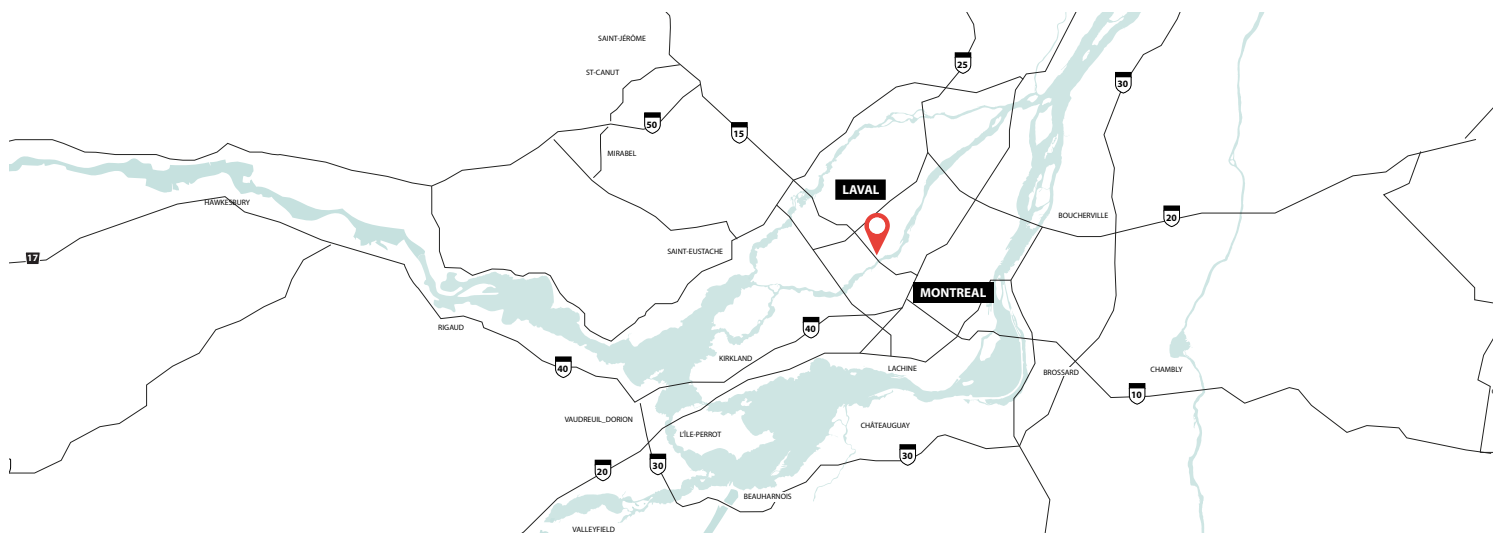 SAINT-JÉRÔME
25
ST-CANUT
30
50
15
MIRABEL
LAVAL
HAWKESBURY
BOUCHERVILLE
20
SAINT-EUSTACHE
17
MONTREAL
RIGAUD
40
KIRKLAND
40
LACHINE
BROSSARD
CHAMBLY
10
VAUDREUIL_DORION
L'ÎLE-PERROT
CHÂTEAUGUAY
20
30
30
BEAUHARNOIS
VALLEYFIELD